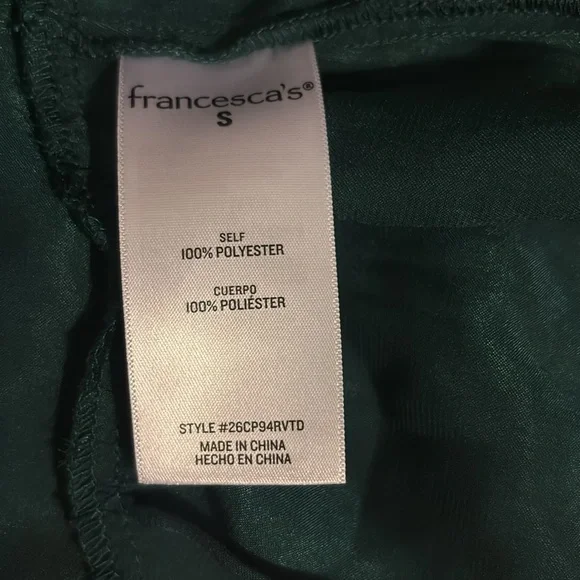 francesca's®
S
SELF
100% POLYESTER
CUERPO
100% POLIÉSTER
STYLE #26CP94RVTD
MADE IN CHINA
HECHO EN CHINA